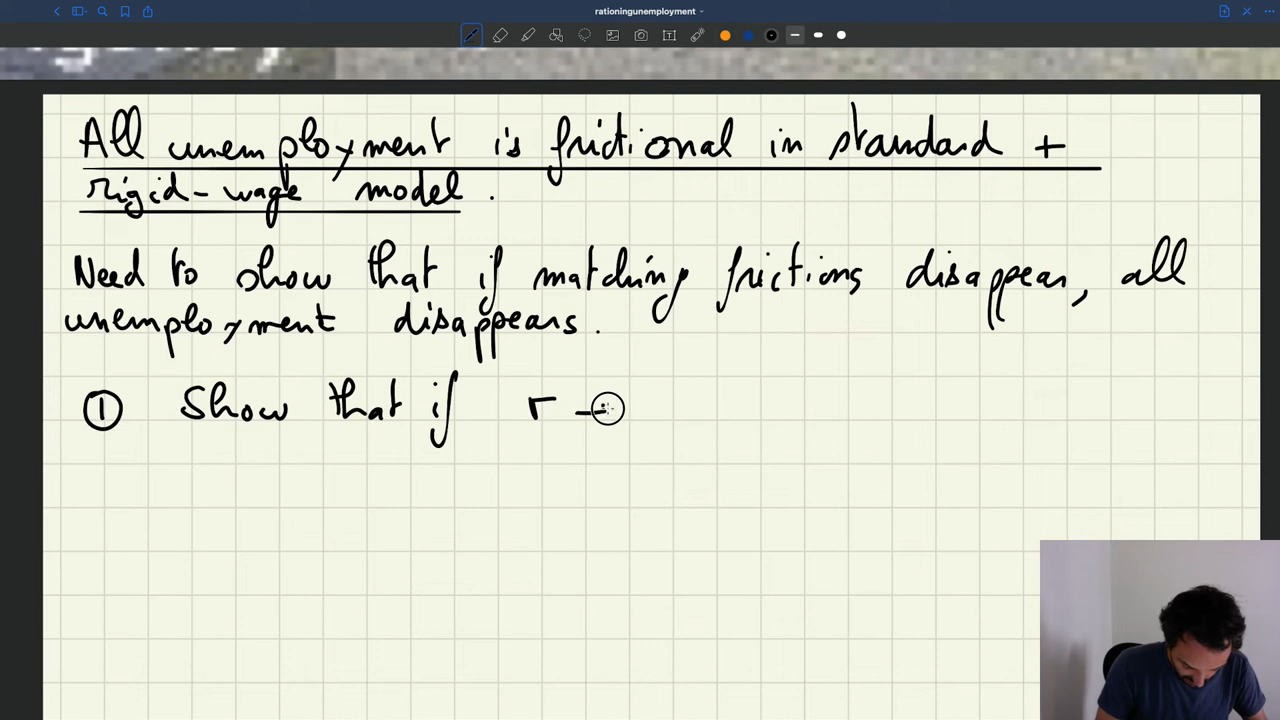 rationingunemployment
All unemployment is frictional in standard +
rigid-wage model.
Need to show that if matching frictions disappear, all
unemployment disappears.
① Show that if r